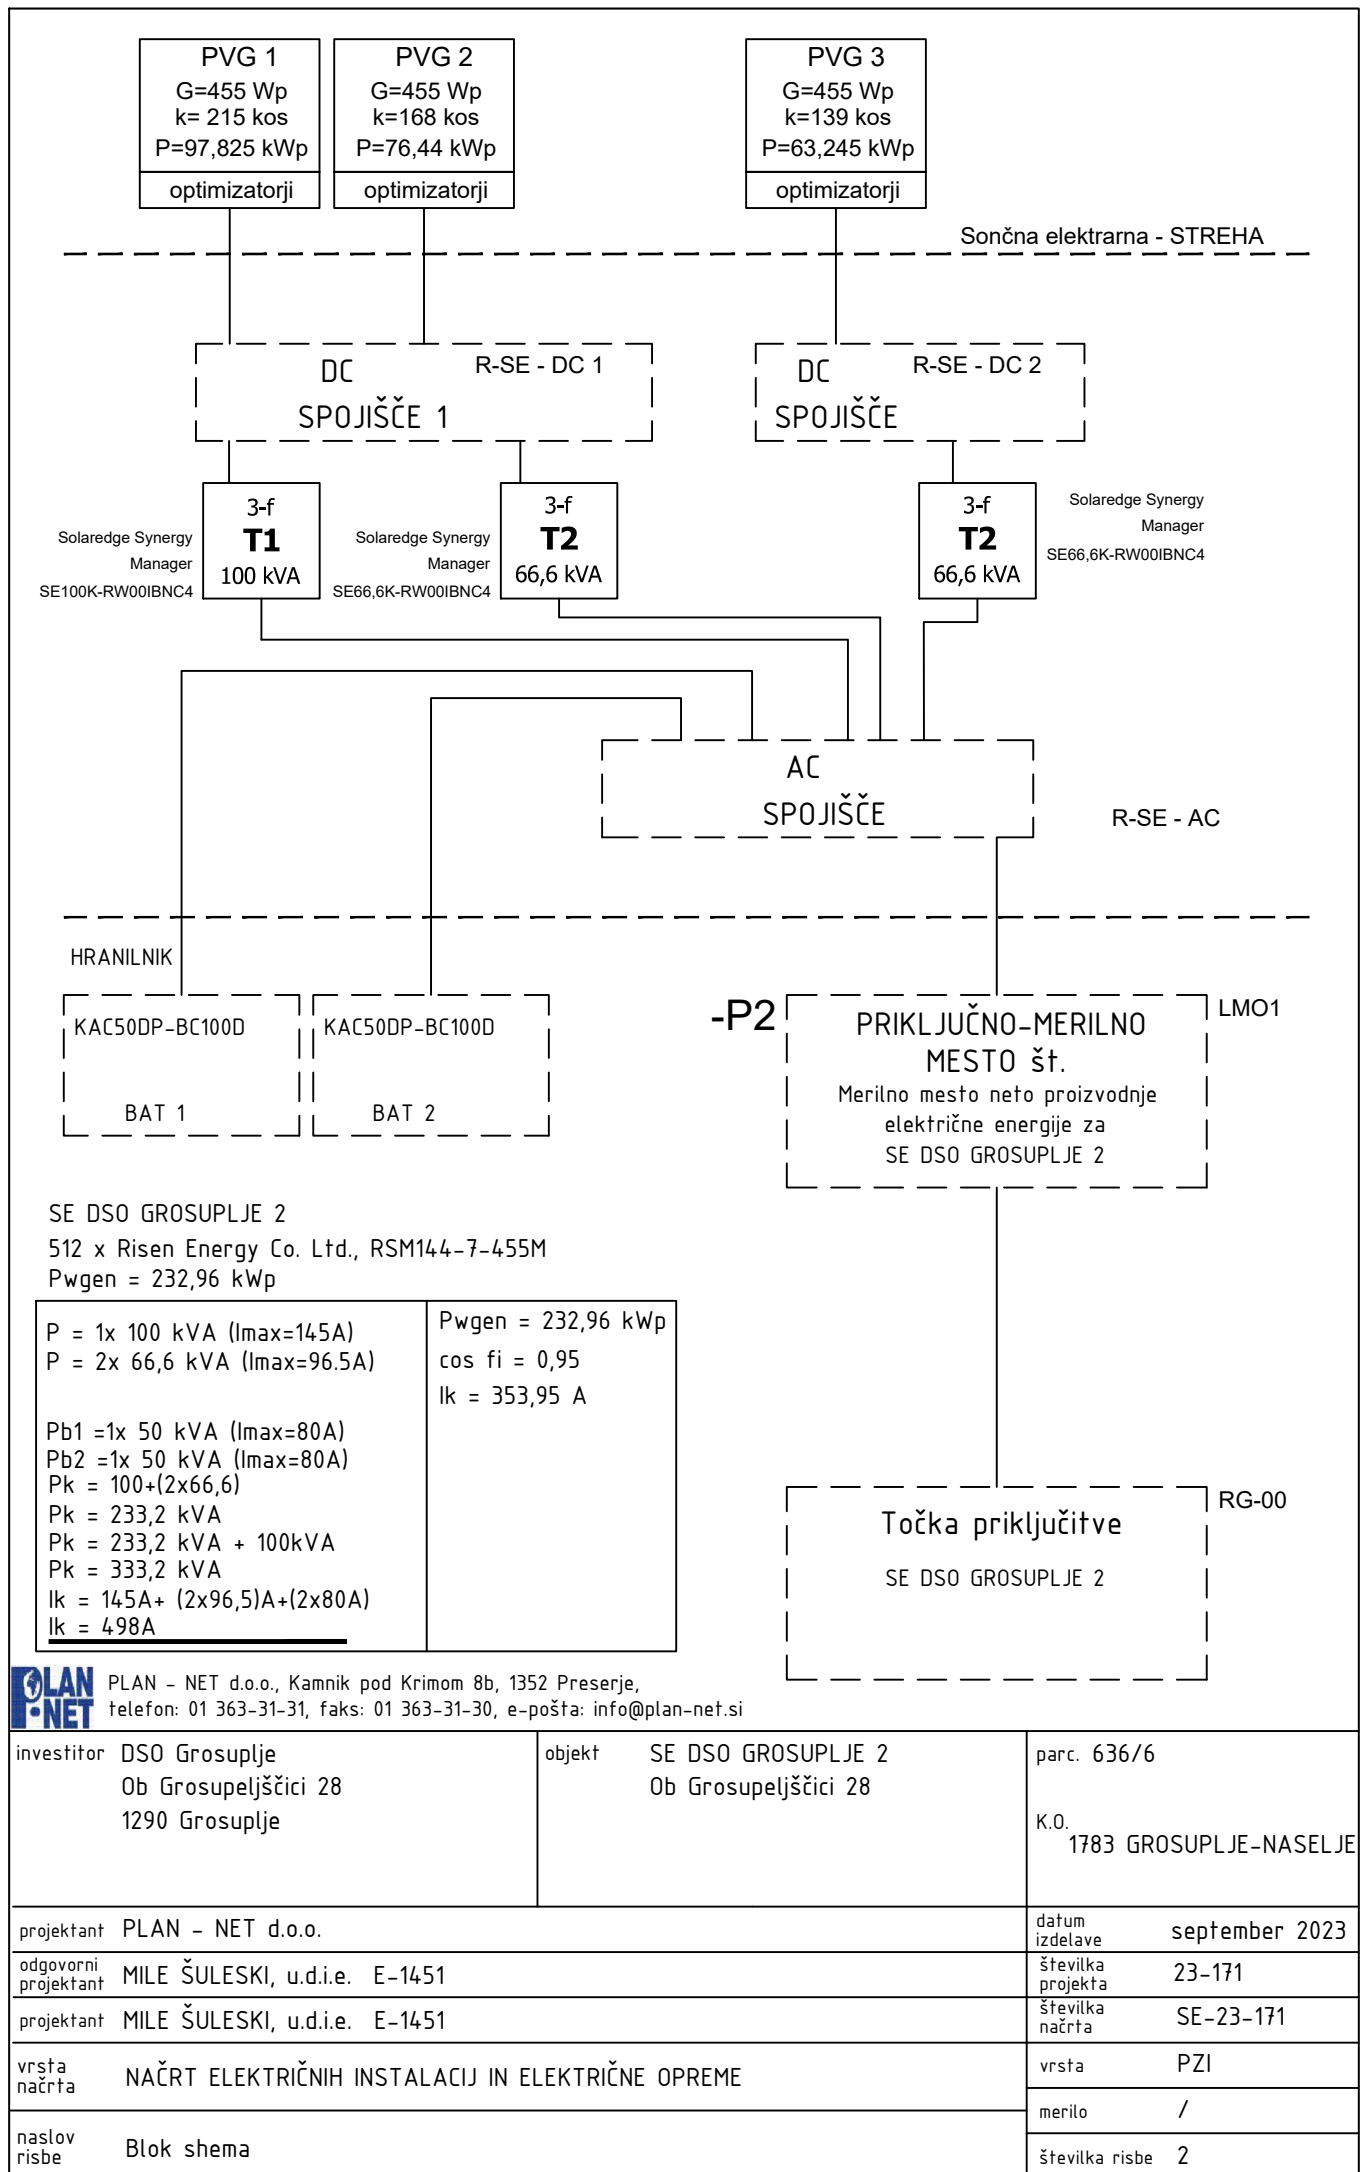 PVG 1
G=455 Wp
k= 215 kos
P=97,825 kWp
optimizatorji
PVG 2
G=455 Wp
k=168 kos
P=76,44 kWp
optimizatorji
PVG 3
G=455 Wp
k=139 kos
P=63,245 kWp
optimizatorji
Sončna elektrarna - STREHA
DC
R-SE - DC 1
SPOJIŠČE 1
DC
R-SE - DC 2
SPOJIŠČE
Solaredge Synergy
Manager
SE100K-RW00IBNC4
3-f
T1
100 kVA
Solaredge Synergy
Manager
SE66,6K-RW00IBNC4
3-f
T2
66,6 kVA
3-f
T2
66,6 kVA
Solaredge Synergy
Manager
SE66,6K-RW00IBNC4
AC
SPOJIŠČE
R-SE - AC
HRANILNIK
KAC50DP-BC100D
BAT 1
KAC50DP-BC100D
BAT 2
-P2
PRIKLJUČNO-MERILNO
MESTO št.
Merilno mesto neto proizvodnje
električne energije za
SE DSO GROSUPLJE 2
LMO1
SE DSO GROSUPLJE 2
512 x Risen Energy Co. Ltd., RSM144-7-455M
Pwgen = 232,96 kWp
P = 1x 100 kVA (Imax=145A)
P = 2x 66,6 kVA (Imax=96.5A)
Pb1 =1x 50 kVA (Imax=80A)
Pb2 =1x 50 kVA (Imax=80A)
Pk = 100+(2x66,6)
Pk = 233,2 kVA
Pk = 233,2 kVA + 100kVA
Pk = 333,2 kVA
Ik = 145A+ (2x96,5)A+(2x80A)
Ik = 498A
Pwgen = 232,96 kWp
cos fi = 0,95
Ik = 353,95 A
Točka priključitve
SE DSO GROSUPLJE 2
RG-00
PLAN
NET
PLAN - NET d.o.o., Kamnik pod Krimom 8b, 1352 Preserje,
telefon: 01 363-31-31, faks: 01 363-31-30, e-pošta: info@plan-net.si
investitor DSO Grosuplje
Ob Grosupeljščici 28
1290 Grosuplje
objekt SE DSO GROSUPLJE 2
Ob Grosupeljščici 28
parc. 636/6
K.O.
1783 GROSUPLJE-NASELJE
projektant PLAN - NET d.o.o.
datum
izdelave september 2023
odgovorni
projektant MILE ŠULESKI, u.d.i.e. E-1451
številka
projekta 23-171
projektant MILE ŠULESKI, u.d.i.e. E-1451
številka
načrta SE-23-171
vrsta
načrta NAČRT ELEKTRIČNIH INSTALACIJ IN ELEKTRIČNE OPREME
vrsta PZI
merilo /
naslov
risbe Blok shema
številka risbe 2